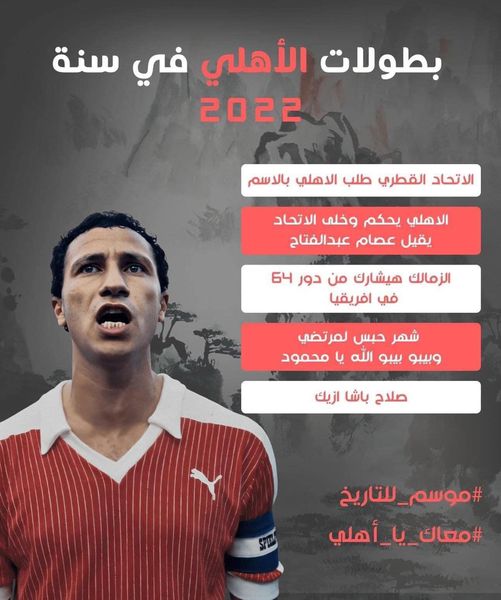 بطولات الأهلي في سنة
2022
الاتحاد القطري طلب الاهلي بالاسم
الاهلي يحكم وخلى الاتحاد
يقيل عصام عبدالفتاح
الزمالك هيشارك من دور 64
في افريقيا
شهر حبس لمرتضي
وبيبو بيبو الله يا محمود
صلاح باشا ازيك
#موسم_للتاريخ
#معاك_يا_أهلي